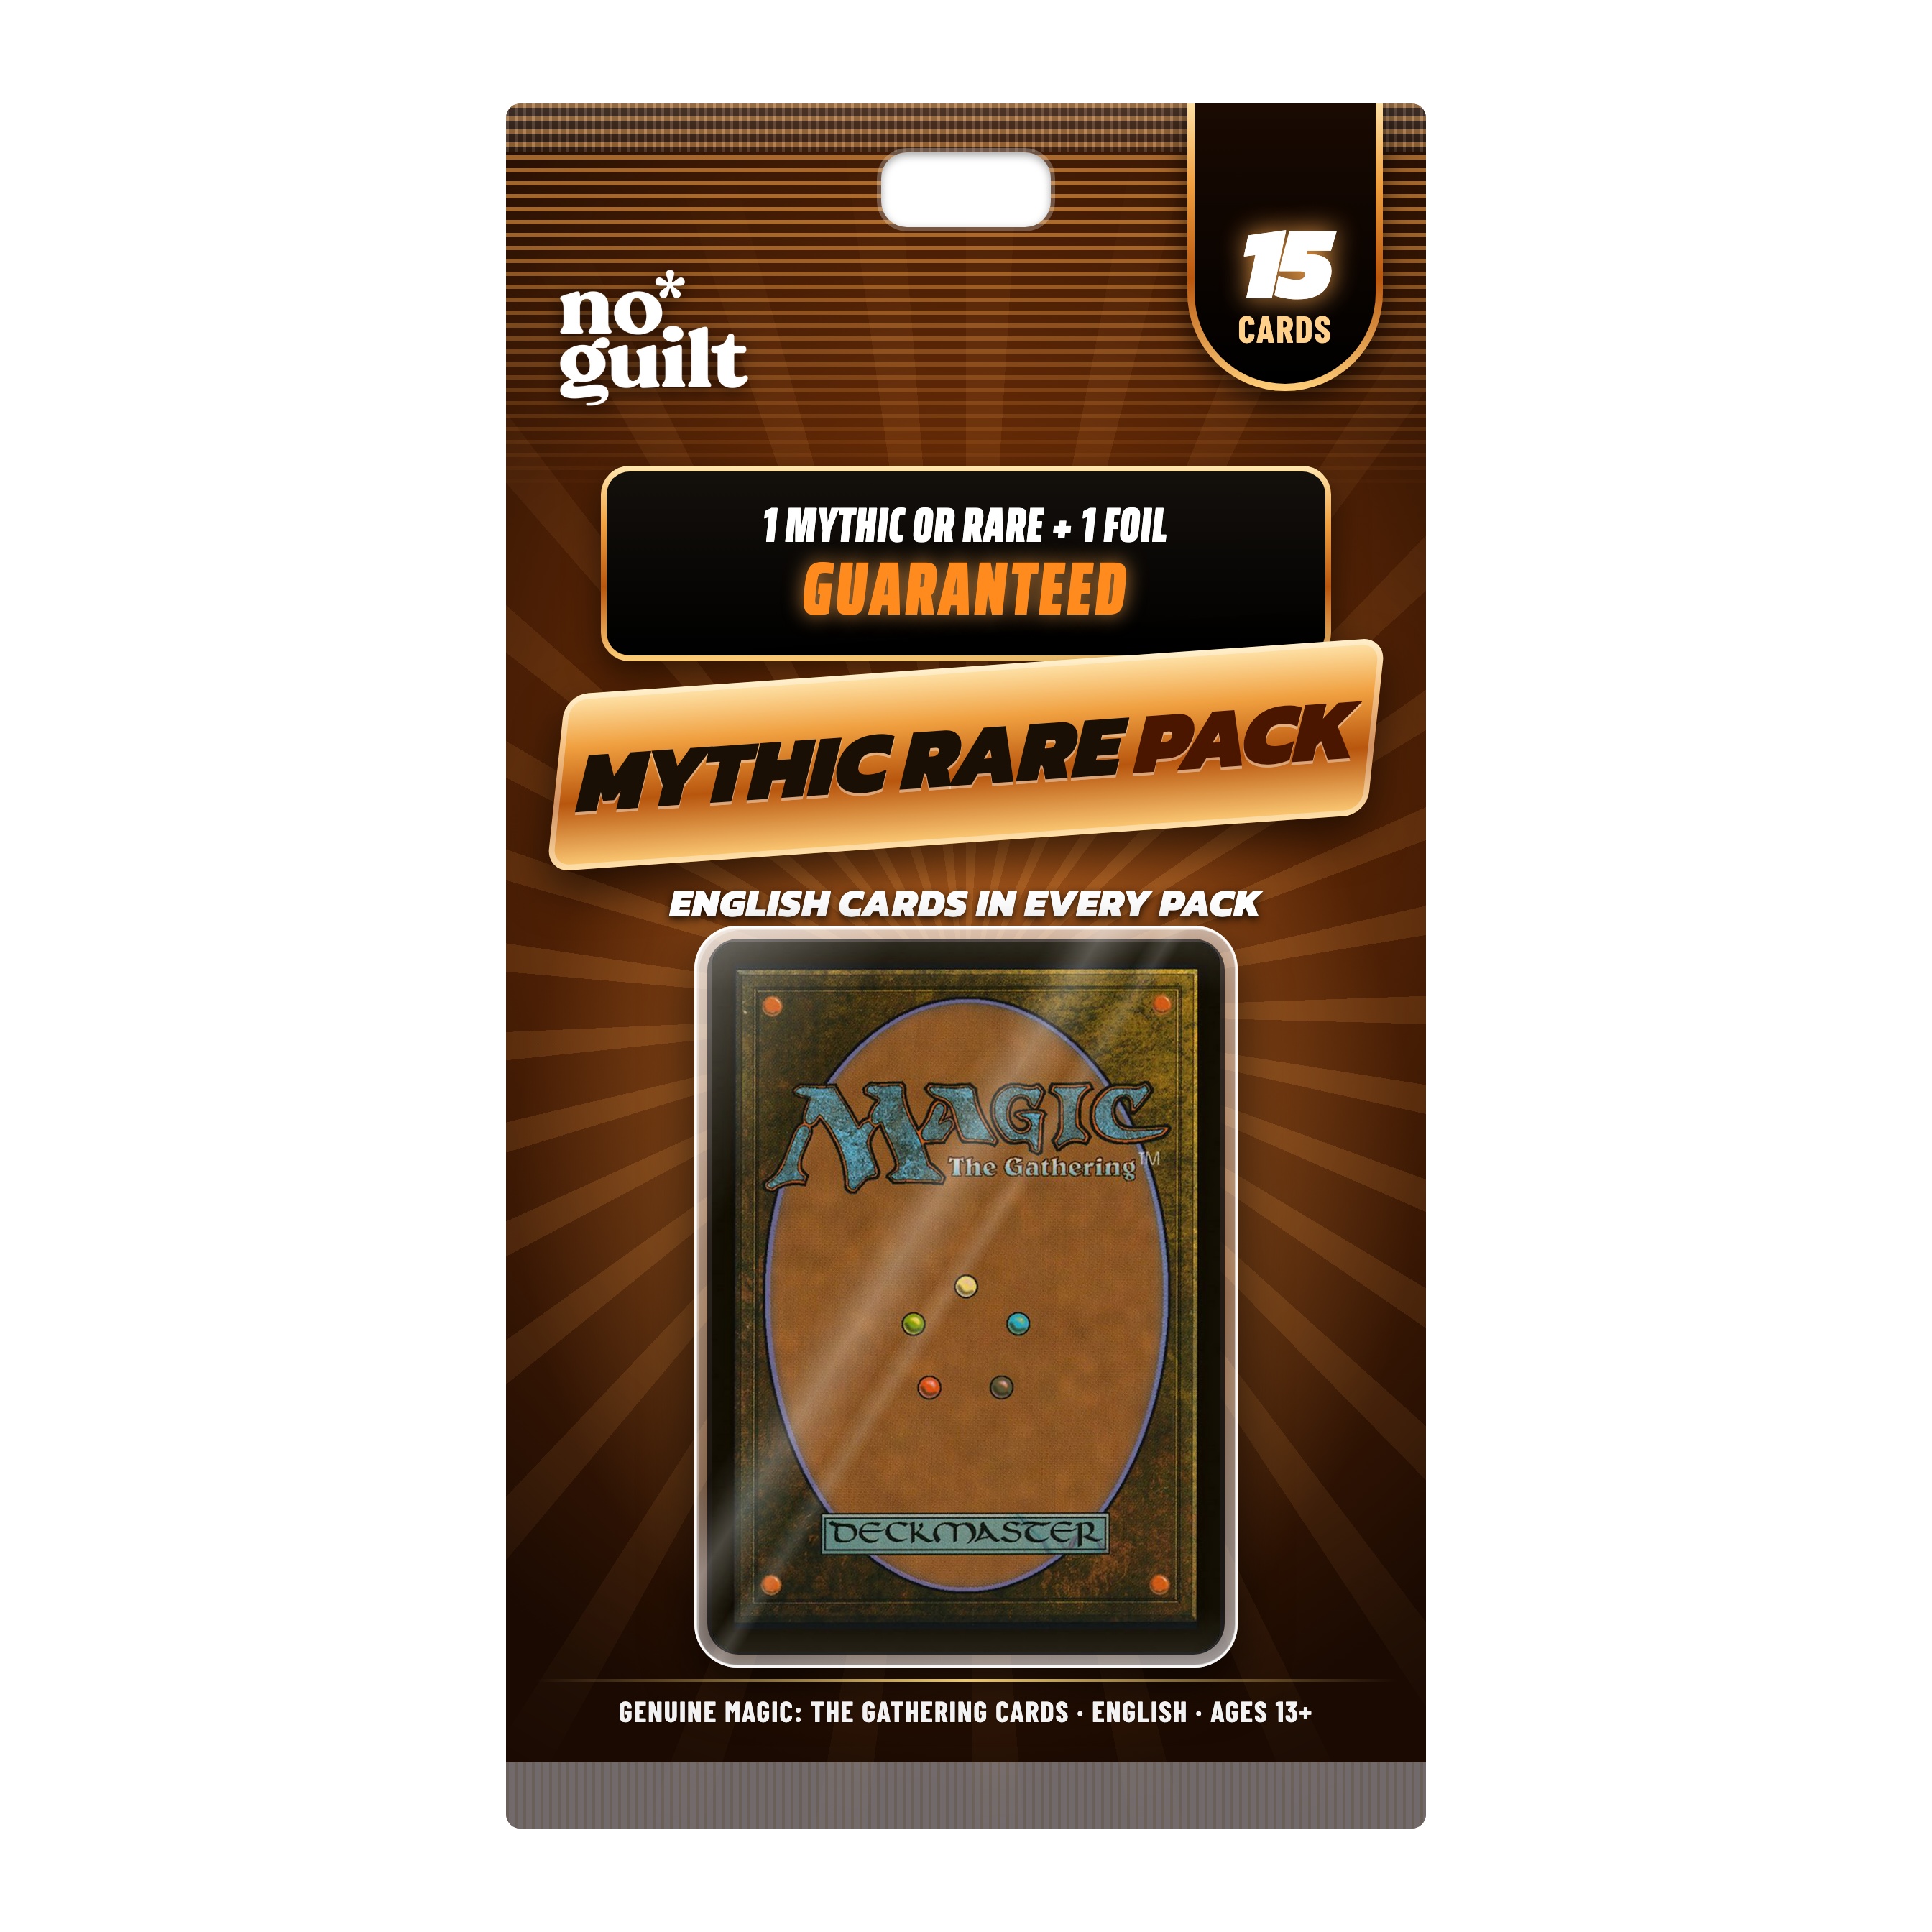 15
CARDS
no*
guilt
1 MYTHIC OR RARE + 1 FOIL
GUARANTEED
MYTHIC RARE PACK
ENGLISH CARDS IN EVERY PACK
MAGIC
The Gathering™
DECKMASTER
GENUINE MAGIC: THE GATHERING CARDS · ENGLISH · AGES 13+